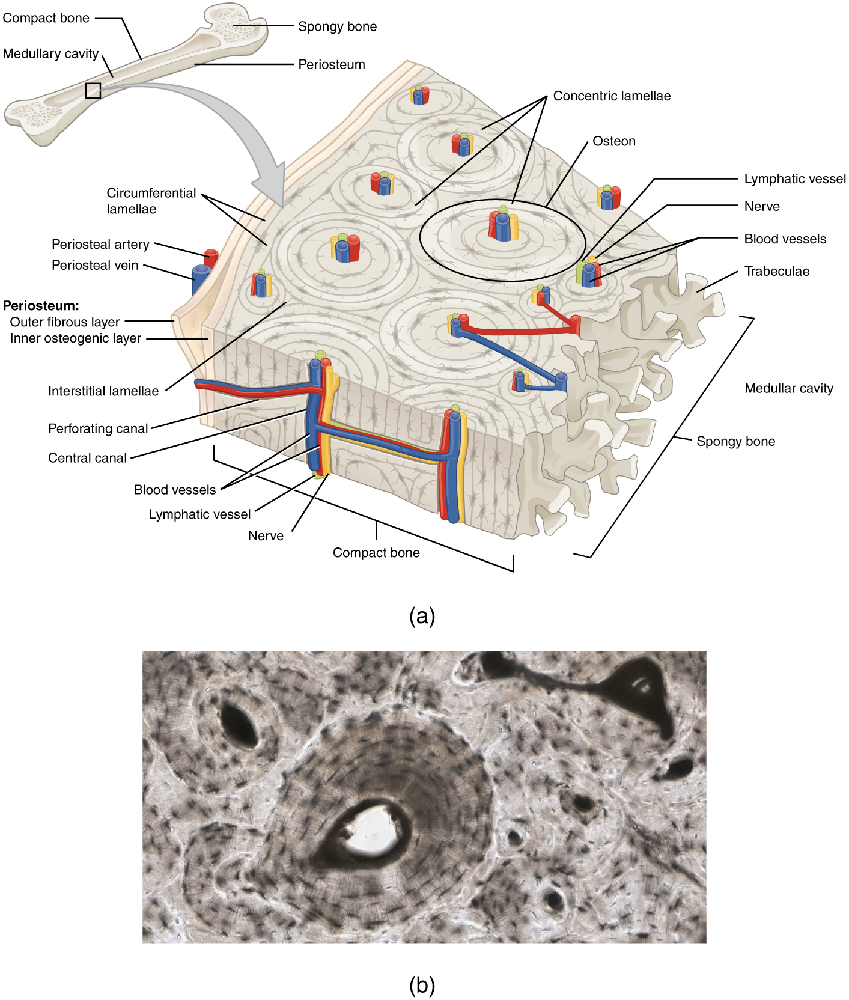 Compact bone
Spongy bone
Medullary cavity
Periosteum
Concentric lamellae
Osteon
Lymphatic vessel
Circumferential
lamellae
Nerve
Periosteal artery
Blood vessels
Periosteal vein
Trabeculae
Periosteum:
Outer fibrous layer
Inner osteogenic layer
Interstitial lamellae
Medullar cavity
Perforating canal
Spongy bone
Central canal
Blood vessels
Lymphatic vessel
Nerve
Compact bone
(a)
(b)